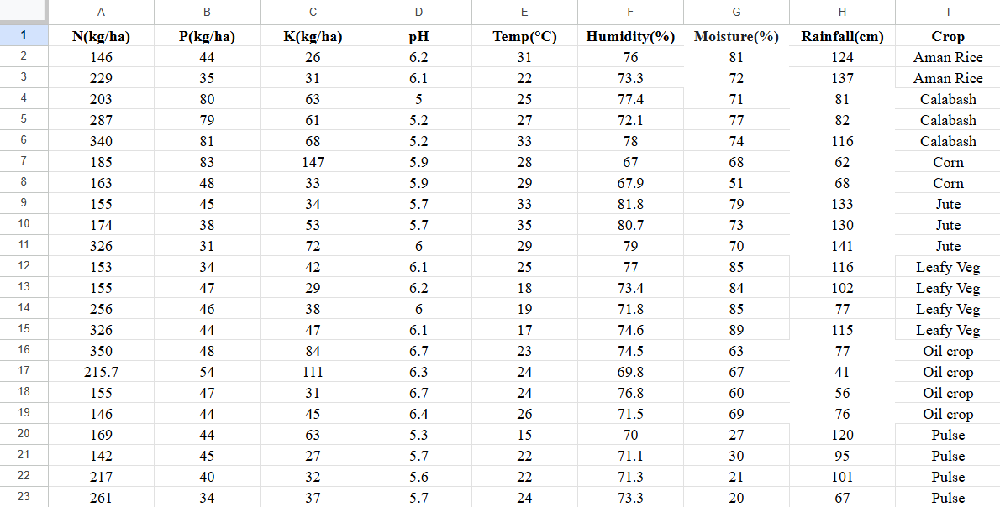 A B C D E F G H I
1 N(kg/ha) P(kg/ha) K(kg/ha) pH Temp(°C) Humidity(%) Moisture(%) Rainfall(cm) Crop
2 146 44 26 6.2 31 76 81 124 Aman Rice
3 229 35 31 6.1 22 73.3 72 137 Aman Rice
4 203 80 63 5 25 77.4 71 81 Calabash
5 287 79 61 5.2 27 72.1 77 82 Calabash
6 340 81 68 5.2 33 78 74 116 Calabash
7 185 83 147 5.9 28 67 68 62 Corn
8 163 48 33 5.9 29 67.9 51 68 Corn
9 155 45 34 5.7 33 81.8 79 133 Jute
10 174 38 53 5.7 35 80.7 73 130 Jute
11 326 31 72 6 29 79 70 141 Jute
12 153 34 42 6.1 25 77 85 116 Leafy Veg
13 155 47 29 6.2 18 73.4 84 102 Leafy Veg
14 256 46 38 6 19 71.8 85 77 Leafy Veg
15 326 44 47 6.1 17 74.6 89 115 Leafy Veg
16 350 48 84 6.7 23 74.5 63 77 Oil crop
17 215.7 54 111 6.3 24 69.8 67 41 Oil crop
18 155 47 31 6.7 24 76.8 60 56 Oil crop
19 146 44 45 6.4 26 71.5 69 76 Oil crop
20 169 44 63 5.3 15 70 27 120 Pulse
21 142 45 27 5.7 22 71.1 30 95 Pulse
22 217 40 32 5.6 22 71.3 21 101 Pulse
23 261 34 37 5.7 24 73.3 20 67 Pulse